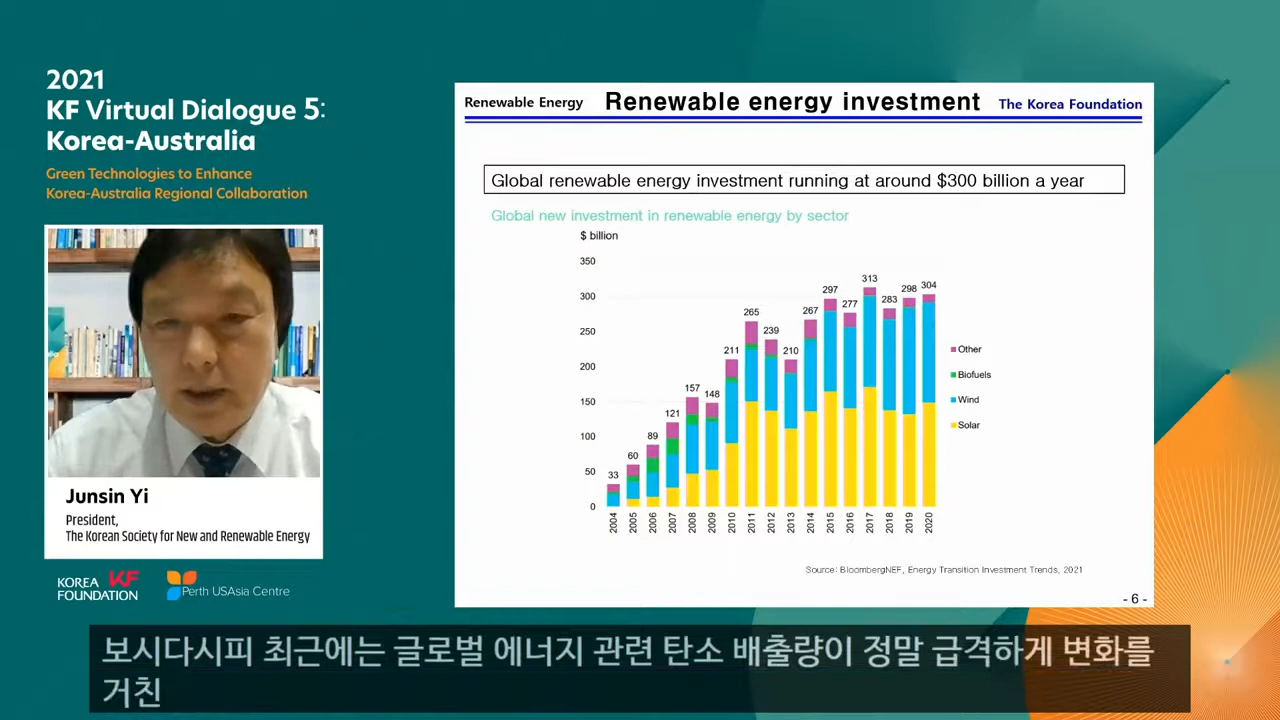 2021
KF Virtual Dialogue 5:
Korea-Australia
Green Technologies to Enhance
Korea-Australia Regional Collaboration
Junsin Yi
President,
The Korean Society for New and Renewable Energy
KOREA
FOUNDATION
KF
Perth USAsia Centre
Renewable Energy
Renewable energy investment
The Korea Foundation
Global renewable energy investment running at around $300 billion a year
Global new investment in renewable energy by sector
$ billion
350
300
250
200
150
100
50
0
33
60
89
121
157
148
211
265
239
210
267
297
277
313
283
298
304
2004
2005
2006
2007
2008
2009
2010
2011
2012
2013
2014
2015
2016
2017
2018
2019
2020
Other
Biofuels
Wind
Solar
Source: BloombergNEF, Energy Transition Investment Trends, 2021
- 6 -
보시다시피 최근에는 글로벌 에너지 관련 탄소 배출량이 정말 급격하게 변화를
거친